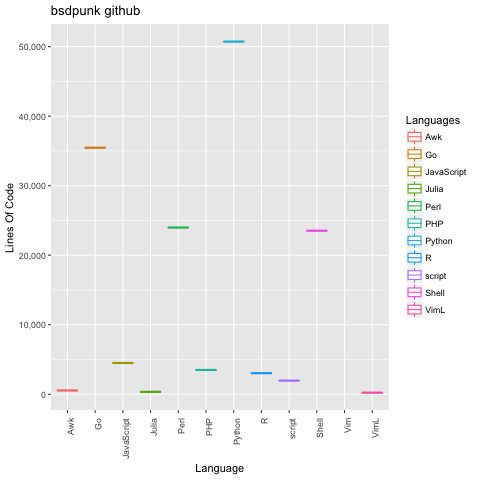 bsdpunk github
Lines Of Code
50,000
40,000
30,000
20,000
10,000
0
Awk
Go
JavaScript
Julia
Perl
PHP
Python
R
script
Shell
Vim
VimL
Language
Languages
Awk
Go
JavaScript
Julia
Perl
PHP
Python
R
script
Shell
VimL